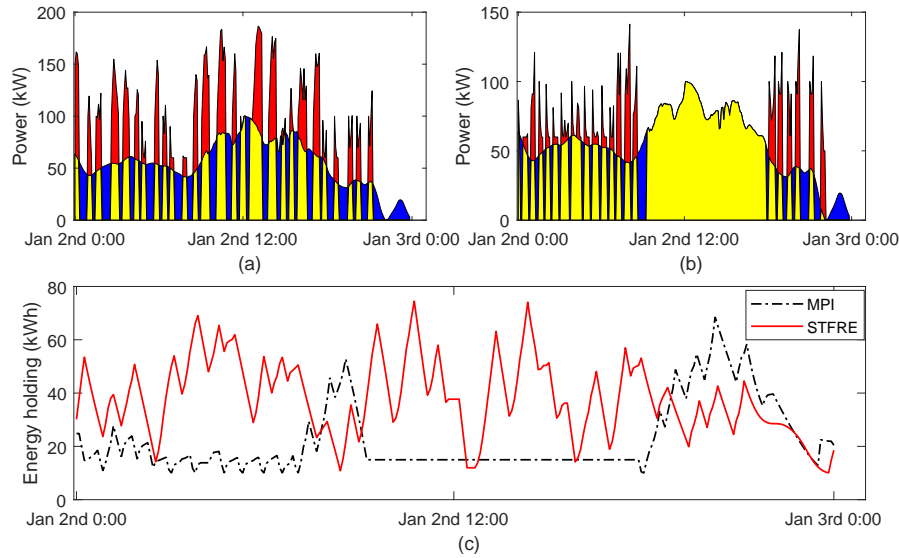 200
150
100
50
0
Power (kW)
Jan 2nd 0:00
Jan 2nd 12:00
Jan 3rd 0:00
(a)
150
100
50
0
Power (kW)
Jan 2nd 0:00
Jan 2nd 12:00
Jan 3rd 0:00
(b)
80
60
40
20
0
Energy holding (kWh)
MPI
STFRE
Jan 2nd 0:00
Jan 2nd 12:00
Jan 3rd 0:00
(c)